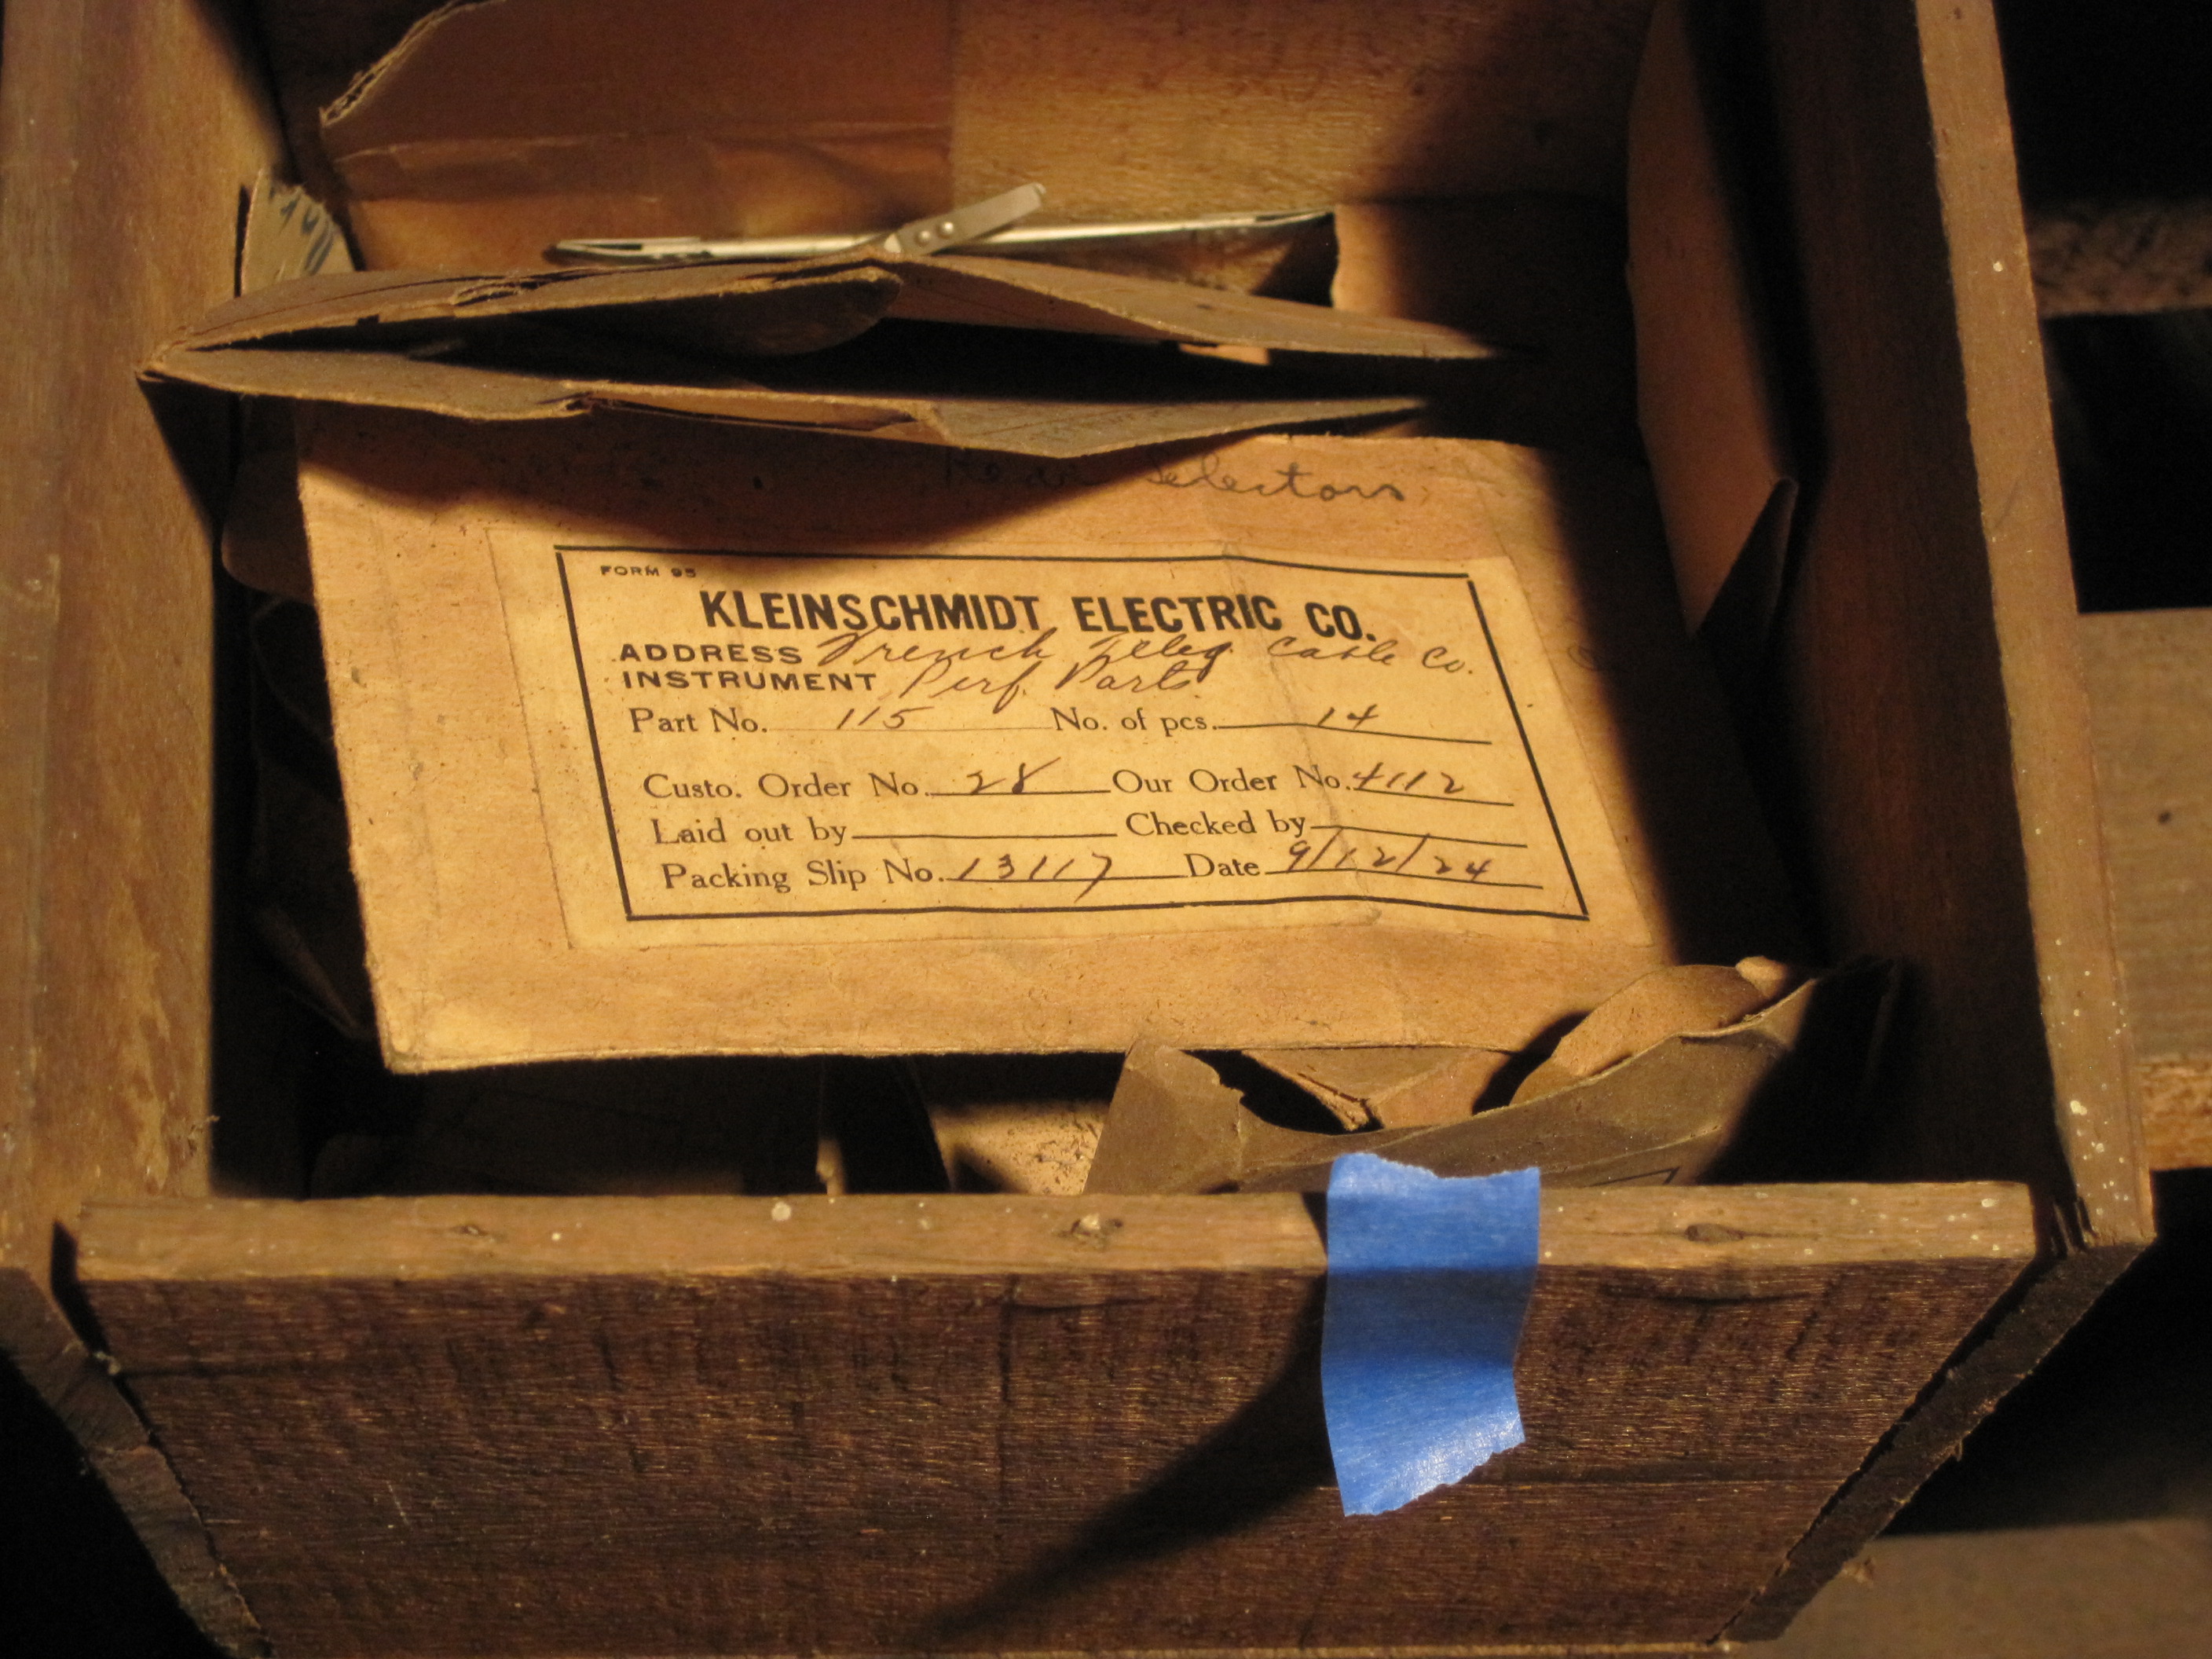 Selectors
FORM 95
KLEINSCHMIDT ELECTRIC CO.
ADDRESS French Teleg. Cable Co.
INSTRUMENT Perf. Parts
Part No. 115 No. of pcs. 14
Custo. Order No. 28 Our Order No. 4112
Laid out by Checked by
Packing Slip No. 13117 Date 9/12/24